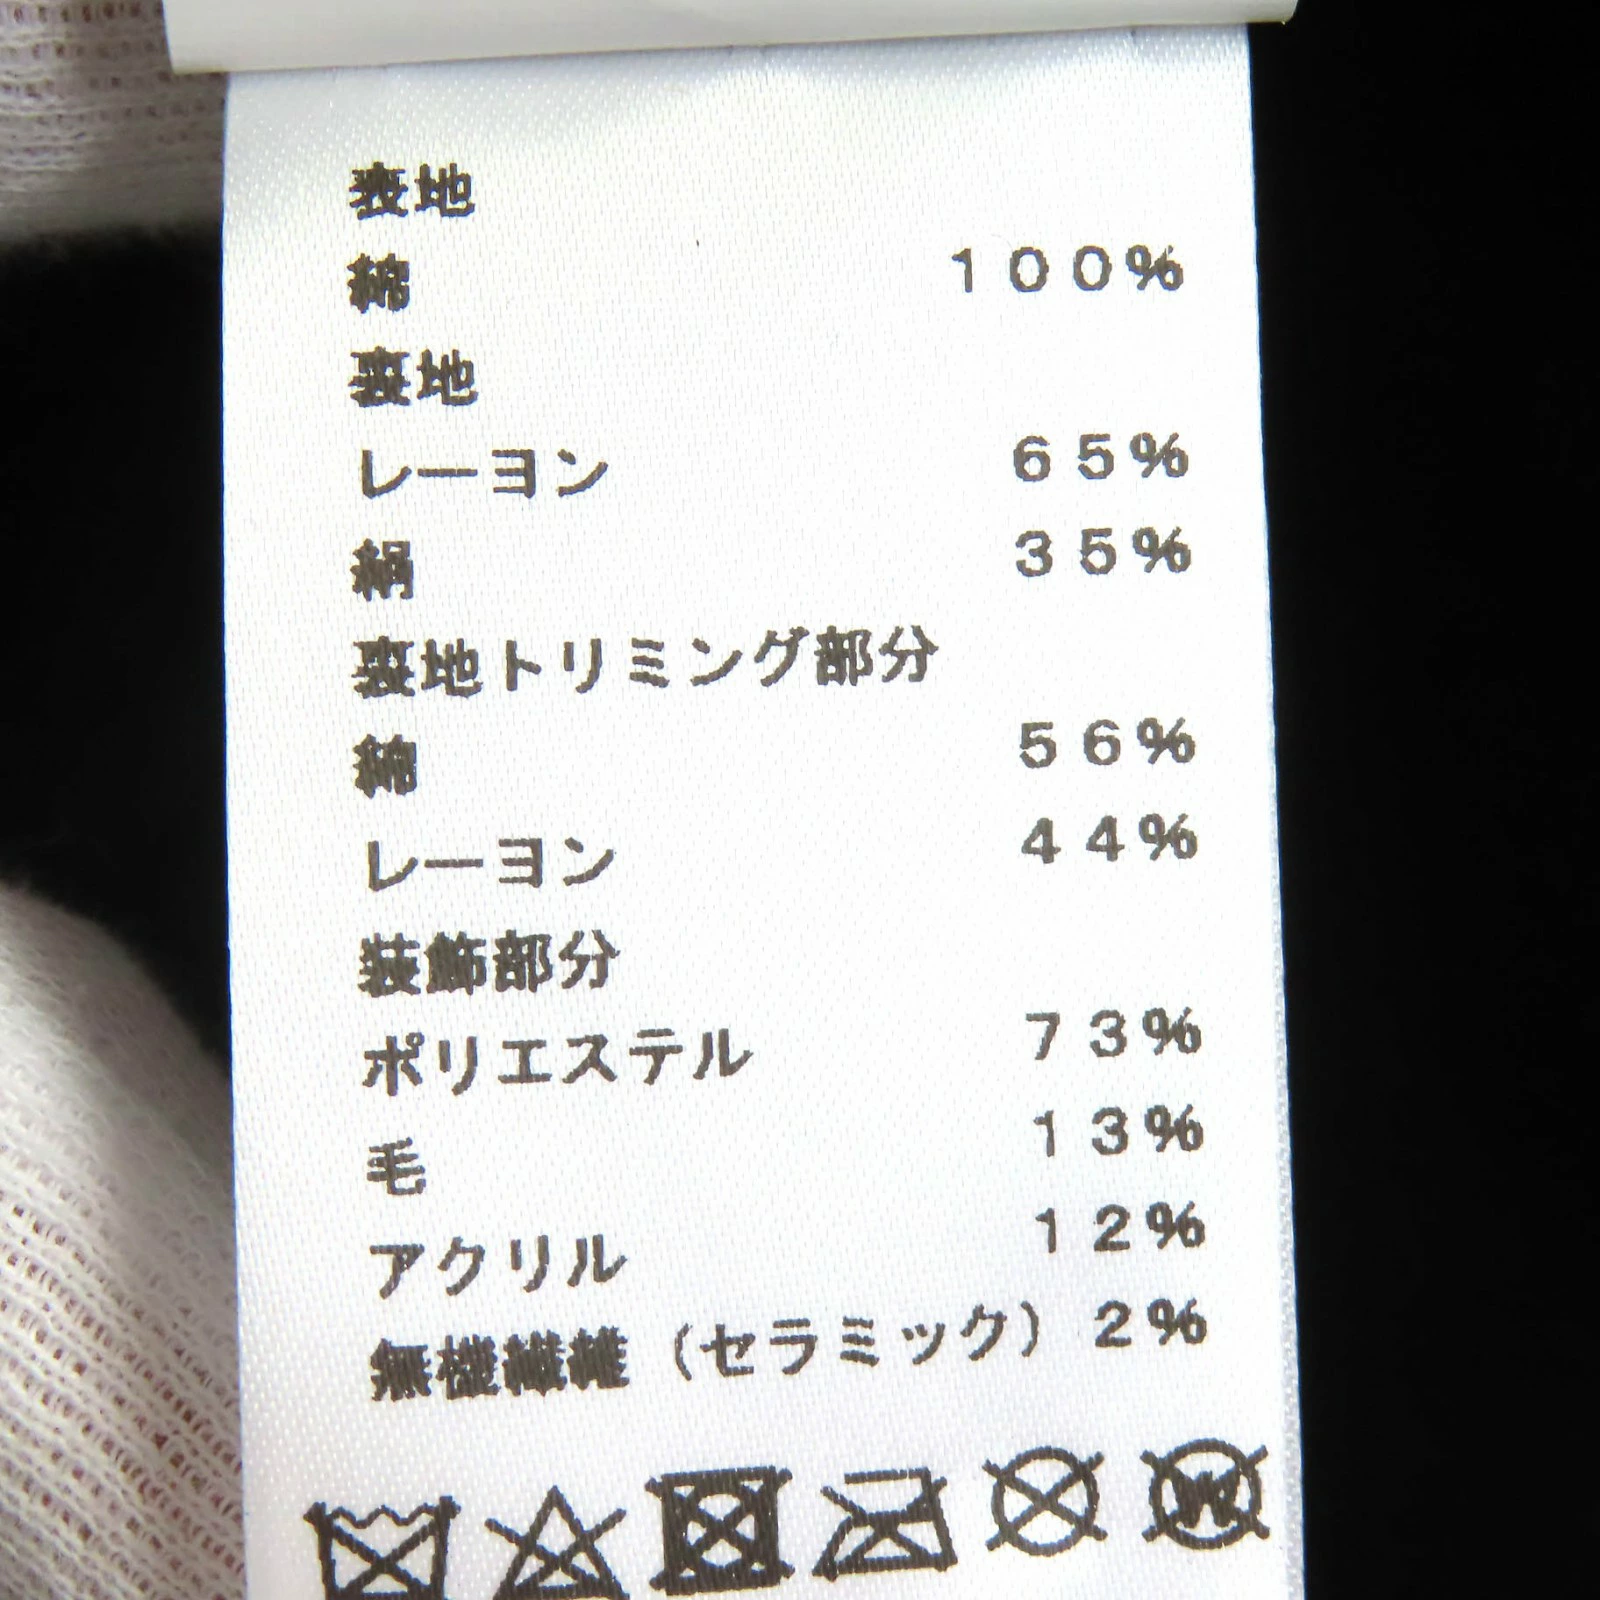 表地
綿 100%
裏地
レーヨン 65%
絹 35%
裏地トリミング部分
綿 56%
レーヨン 44%
装飾部分
ポリエステル 73%
毛 13%
アクリル 12%
無機繊維（セラミック） 2%
W